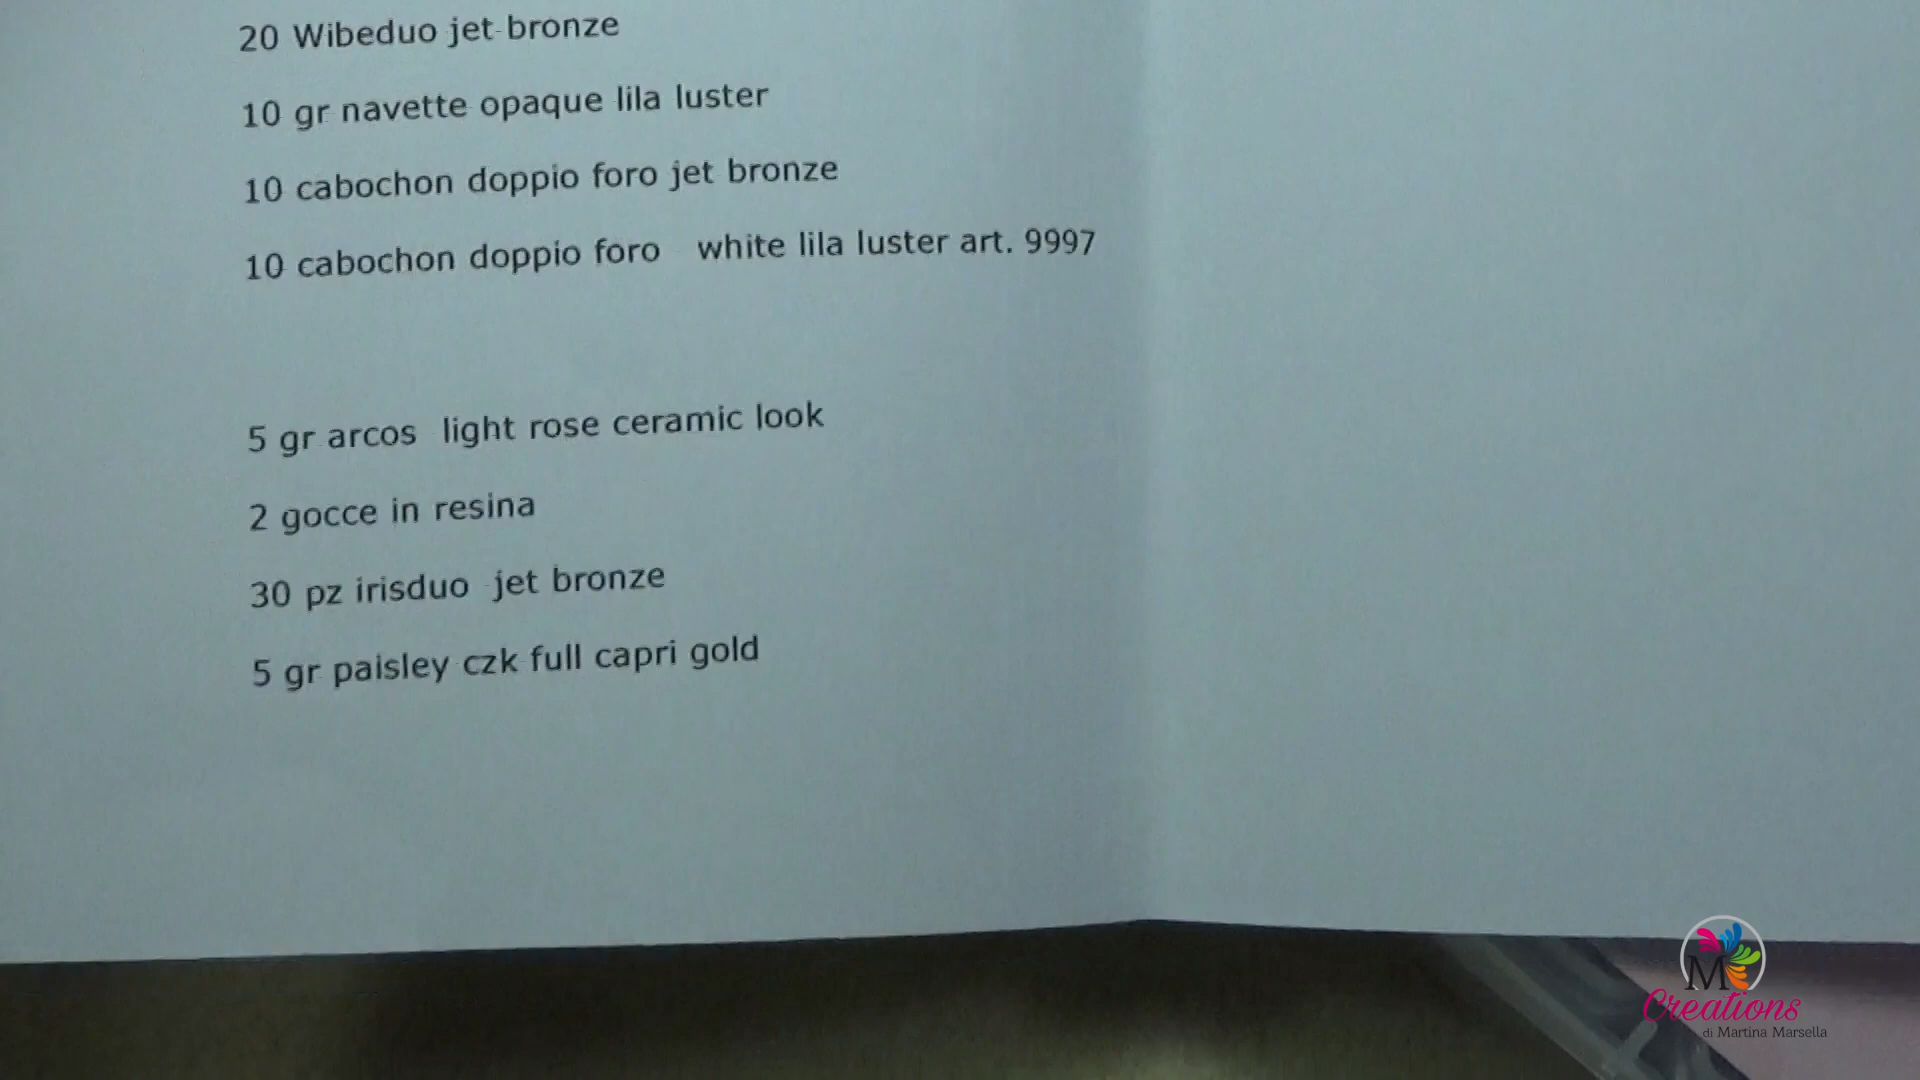 20 Wibeduo jet bronze
10 gr navette opaque lila luster
10 cabochon doppio foro jet bronze
10 cabochon doppio foro white lila luster art. 9997
5 gr arcos light rose ceramic look
2 gocce in resina
30 pz irisduo jet bronze
5 gr paisley czk full capri gold
M
Creations
di Martina Marsella